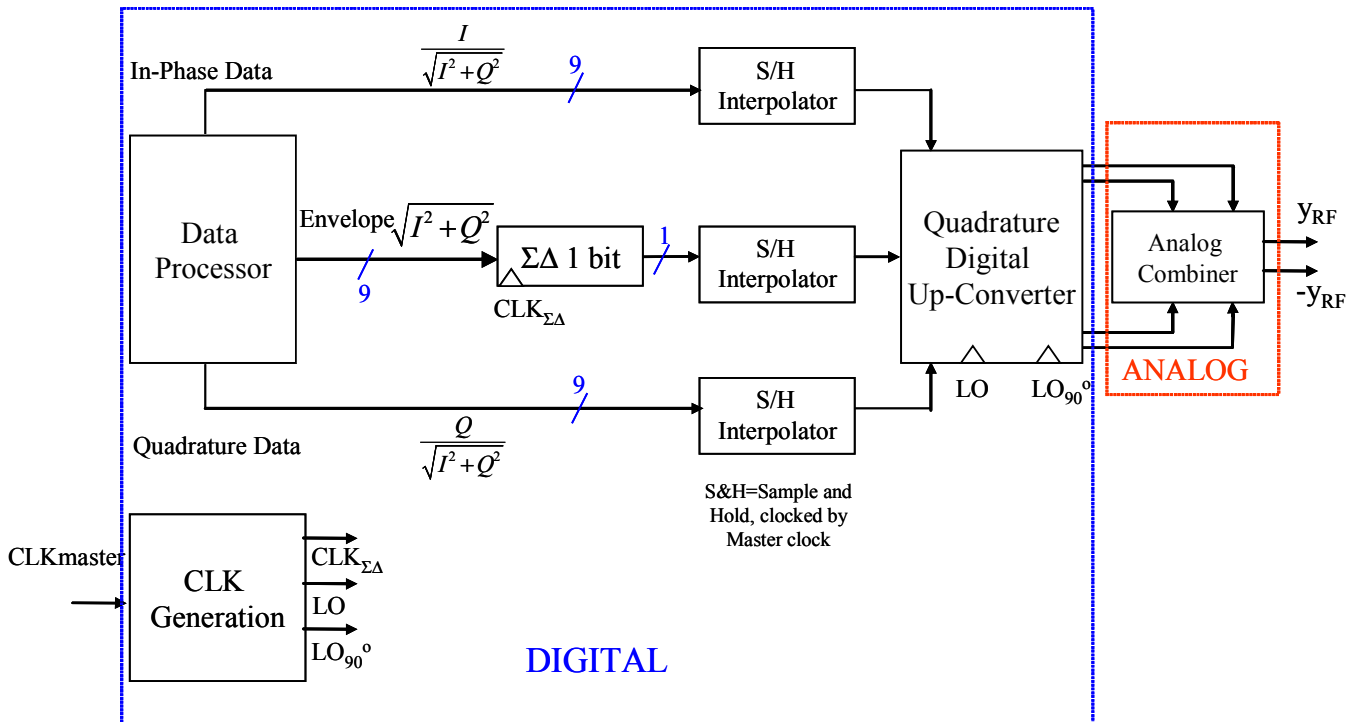 In-Phase Data
I
√I²+Q²
9
S/H
Interpolator
Data
Processor
Envelope √I²+Q²
9
ΣΔ 1 bit
CLK_ΣΔ
1
S/H
Interpolator
Quadrature
Digital
Up-Converter
LO
LO₉₀º
Analog
Combiner
y_RF
-y_RF
ANALOG
Quadrature Data
Q
√I²+Q²
9
S/H
Interpolator
S&H=Sample and
Hold, clocked by
Master clock
CLKmaster
CLK
Generation
CLK_ΣΔ
LO
LO₉₀º
DIGITAL